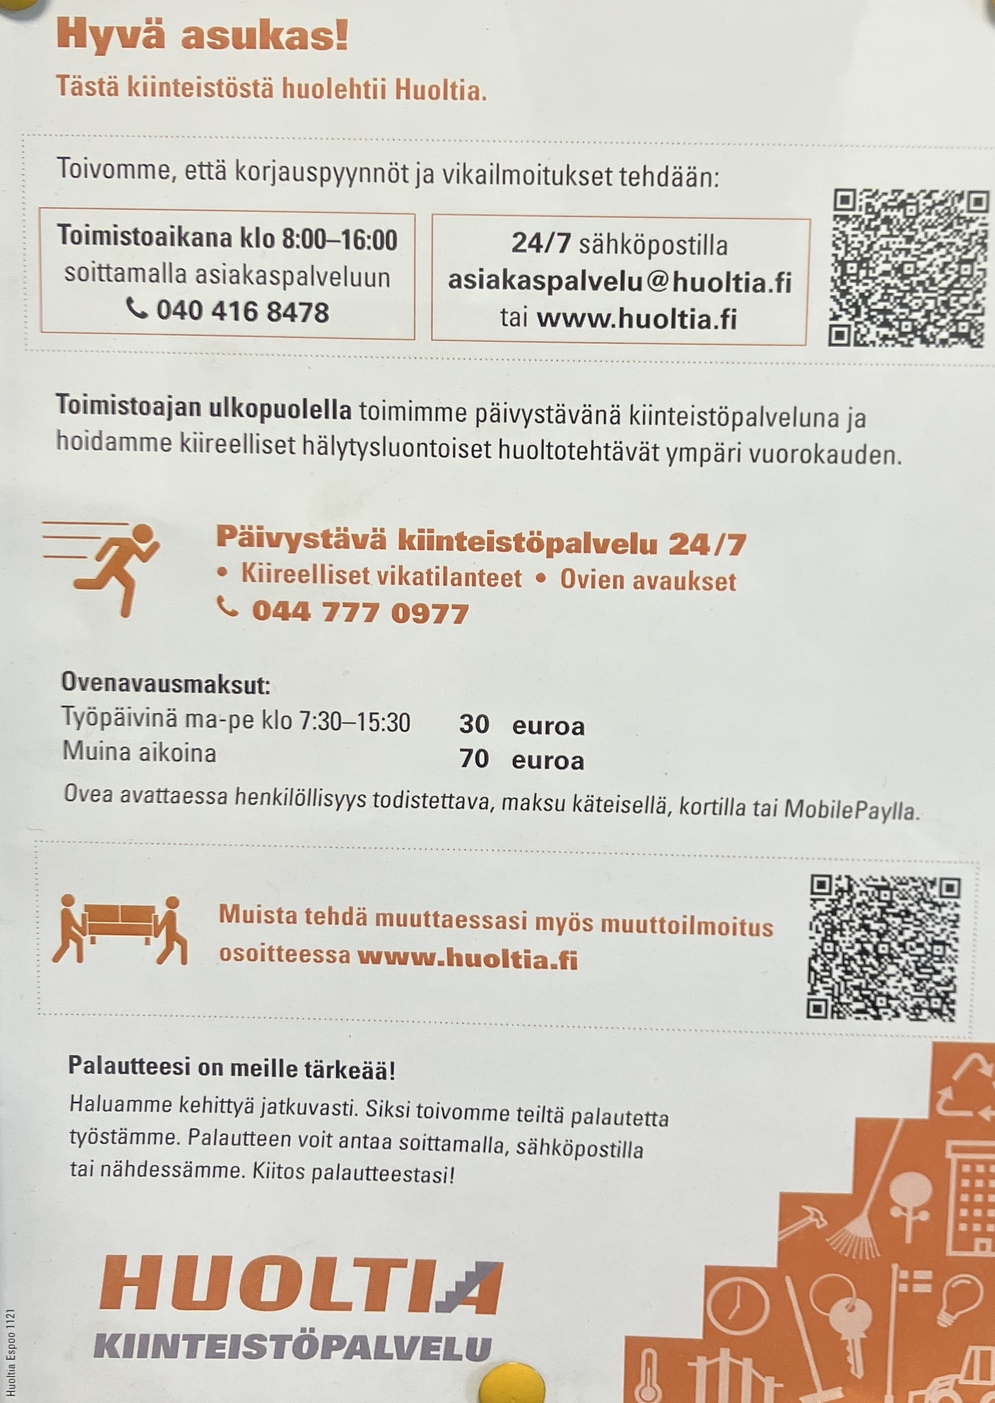 Hyvä asukas!
Tästä kiinteistöstä huolehtii Huoltia.
Toivomme, että korjauspyynnöt ja vikailmoitukset tehdään:
Toimistoaikana klo 8:00–16:00
soittamalla asiakaspalveluun
040 416 8478
24/7 sähköpostilla
asiakaspalvelu@huoltia.fi
tai www.huoltia.fi
Toimistoajan ulkopuolella toimimme päivystävänä kiinteistöpalveluna ja
hoidamme kiireelliset hälytysluontoiset huoltotehtävät ympäri vuorokauden.
Päivystävä kiinteistöpalvelu 24/7
• Kiireelliset vikatilanteet • Ovien avaukset
044 777 0977
Ovenavausmaksut:
Työpäivinä ma-pe klo 7:30–15:30 30 euroa
Muina aikoina 70 euroa
Ovea avattaessa henkilöllisyys todistettava, maksu käteisellä, kortilla tai MobilePaylla.
Muista tehdä muuttaessasi myös muuttoilmoitus
osoitteessa www.huoltia.fi
Palautteesi on meille tärkeää!
Haluamme kehittyä jatkuvasti. Siksi toivomme teiltä palautetta
työstämme. Palautteen voit antaa soittamalla, sähköpostilla
tai nähdessämme. Kiitos palautteestasi!
HUOLTIA
KIINTEISTÖPALVELU
Huoltia Espoo 1121